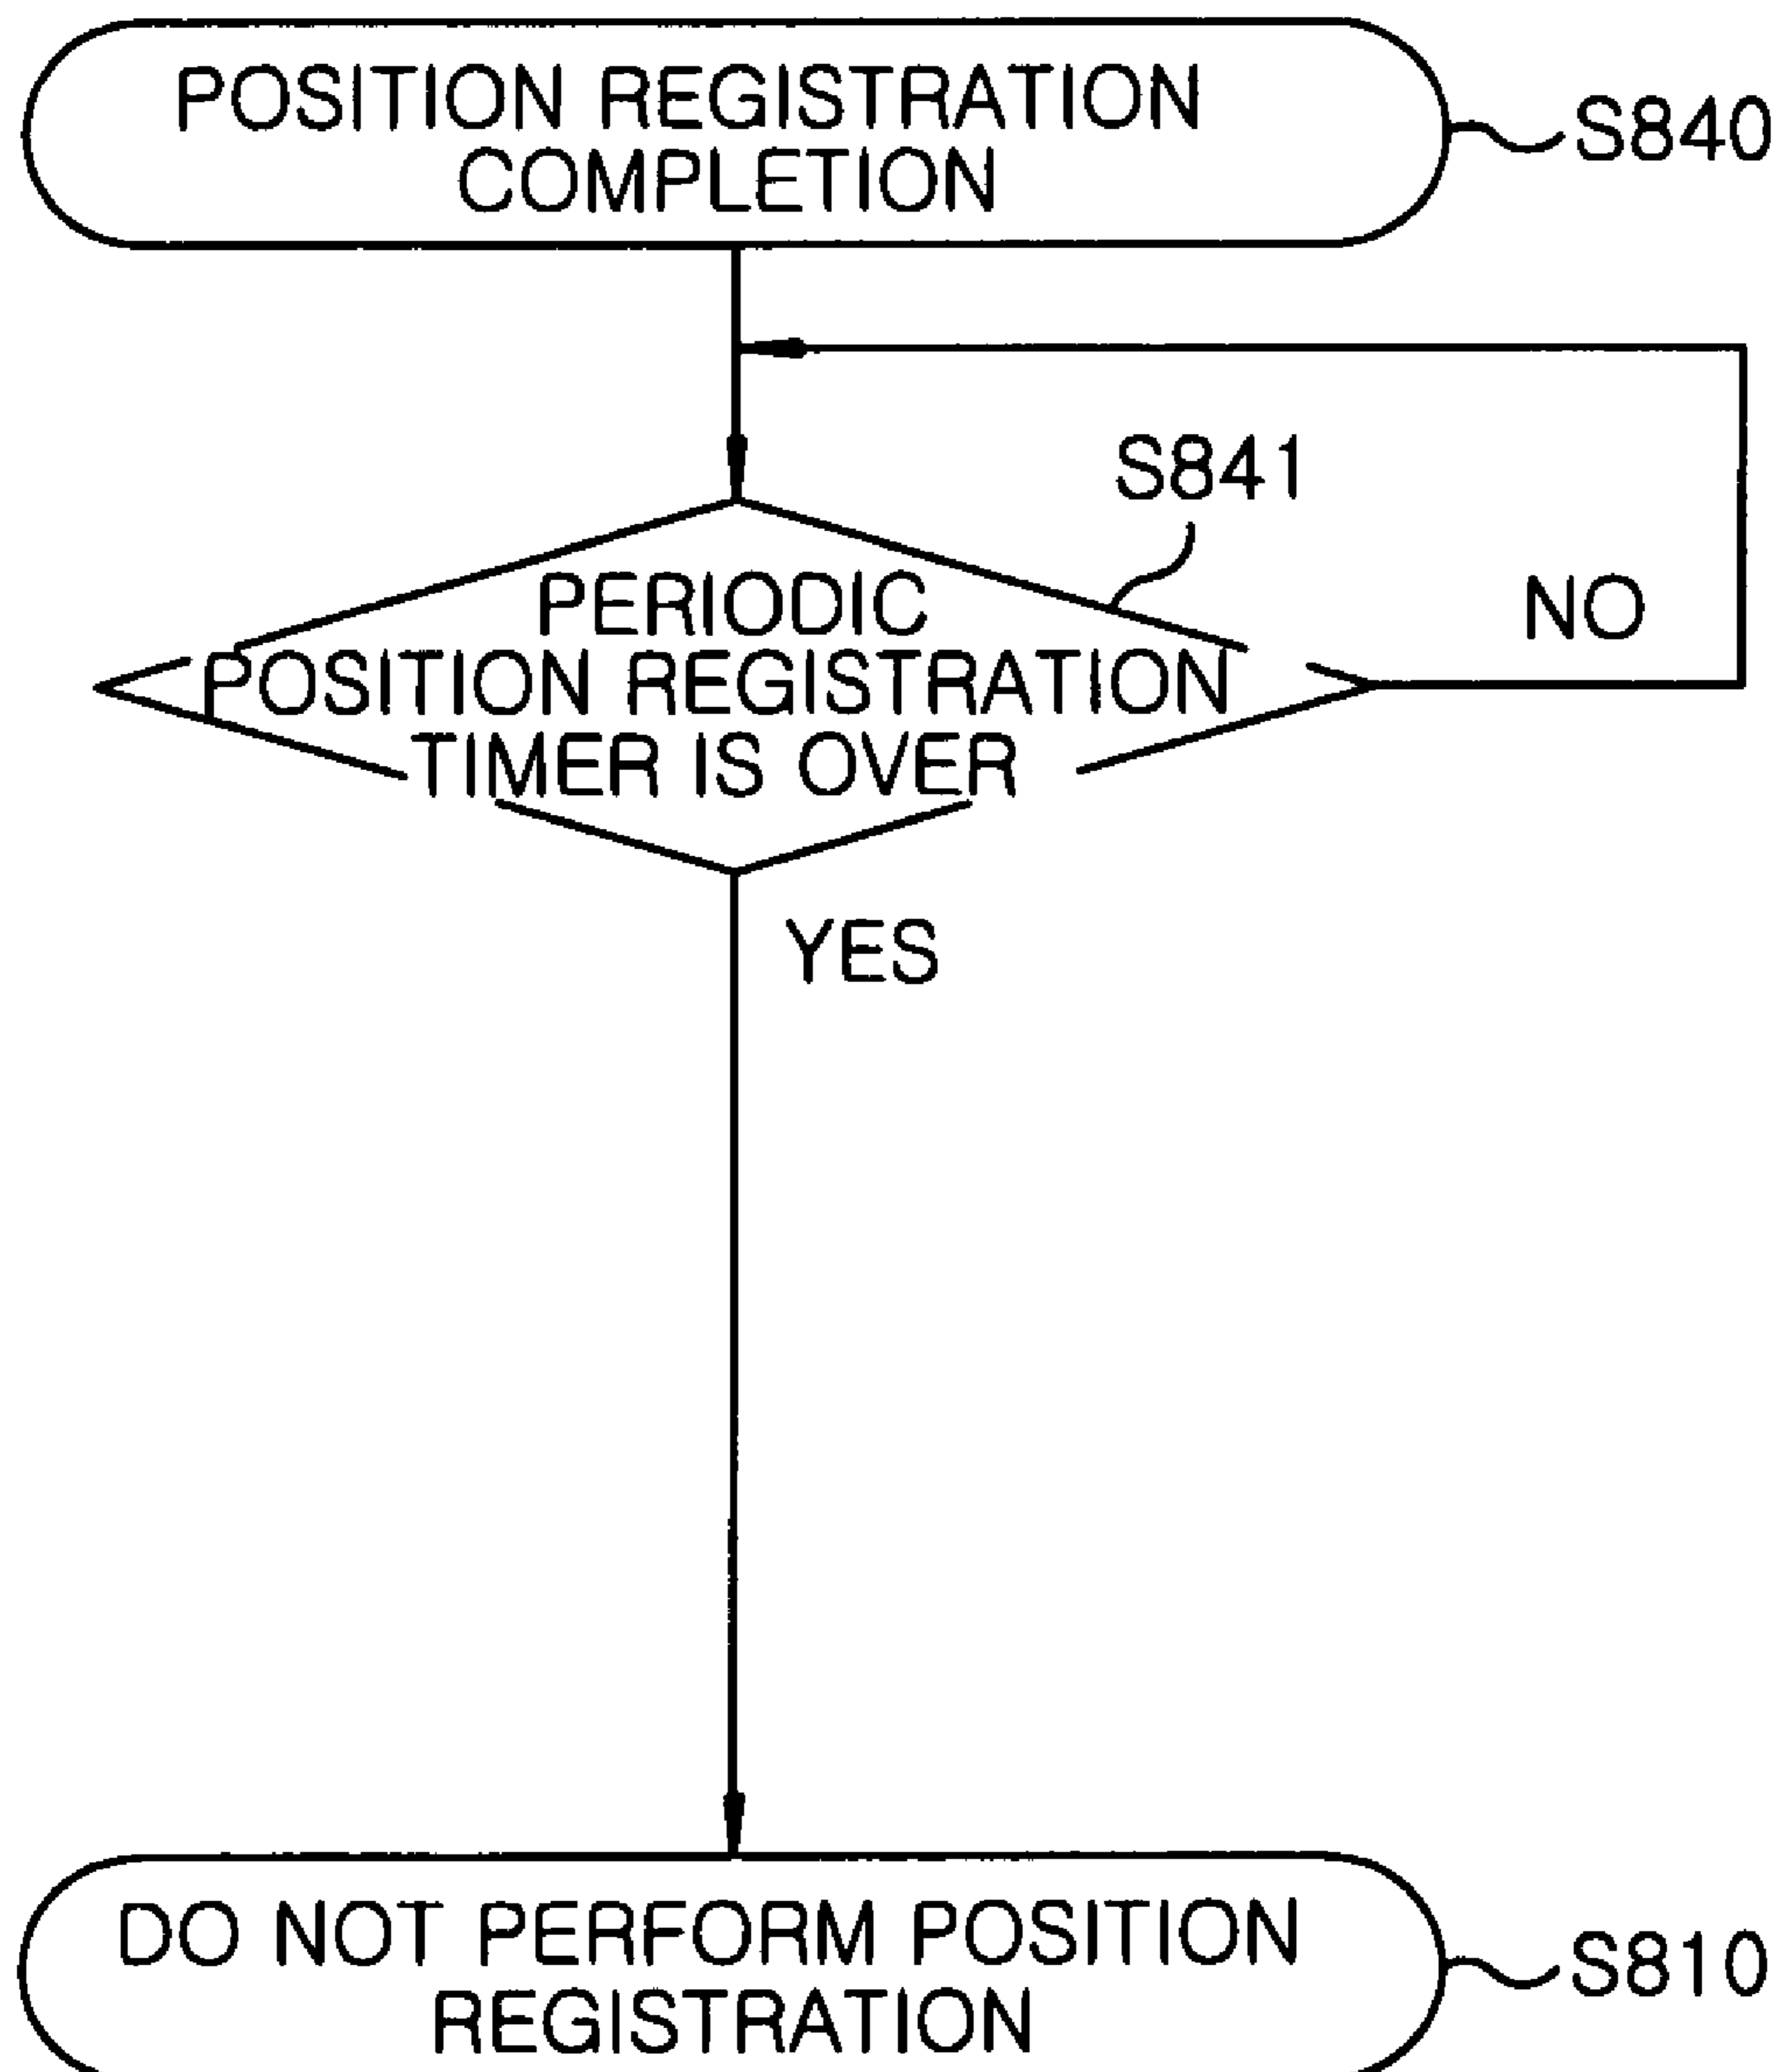 POSITION REGISTRATION
COMPLETION
S840
S841
PERIODIC
POSITION REGISTRATION
TIMER IS OVER
NO
YES
DO NOT PERFORM POSITION
REGISTRATION
S810